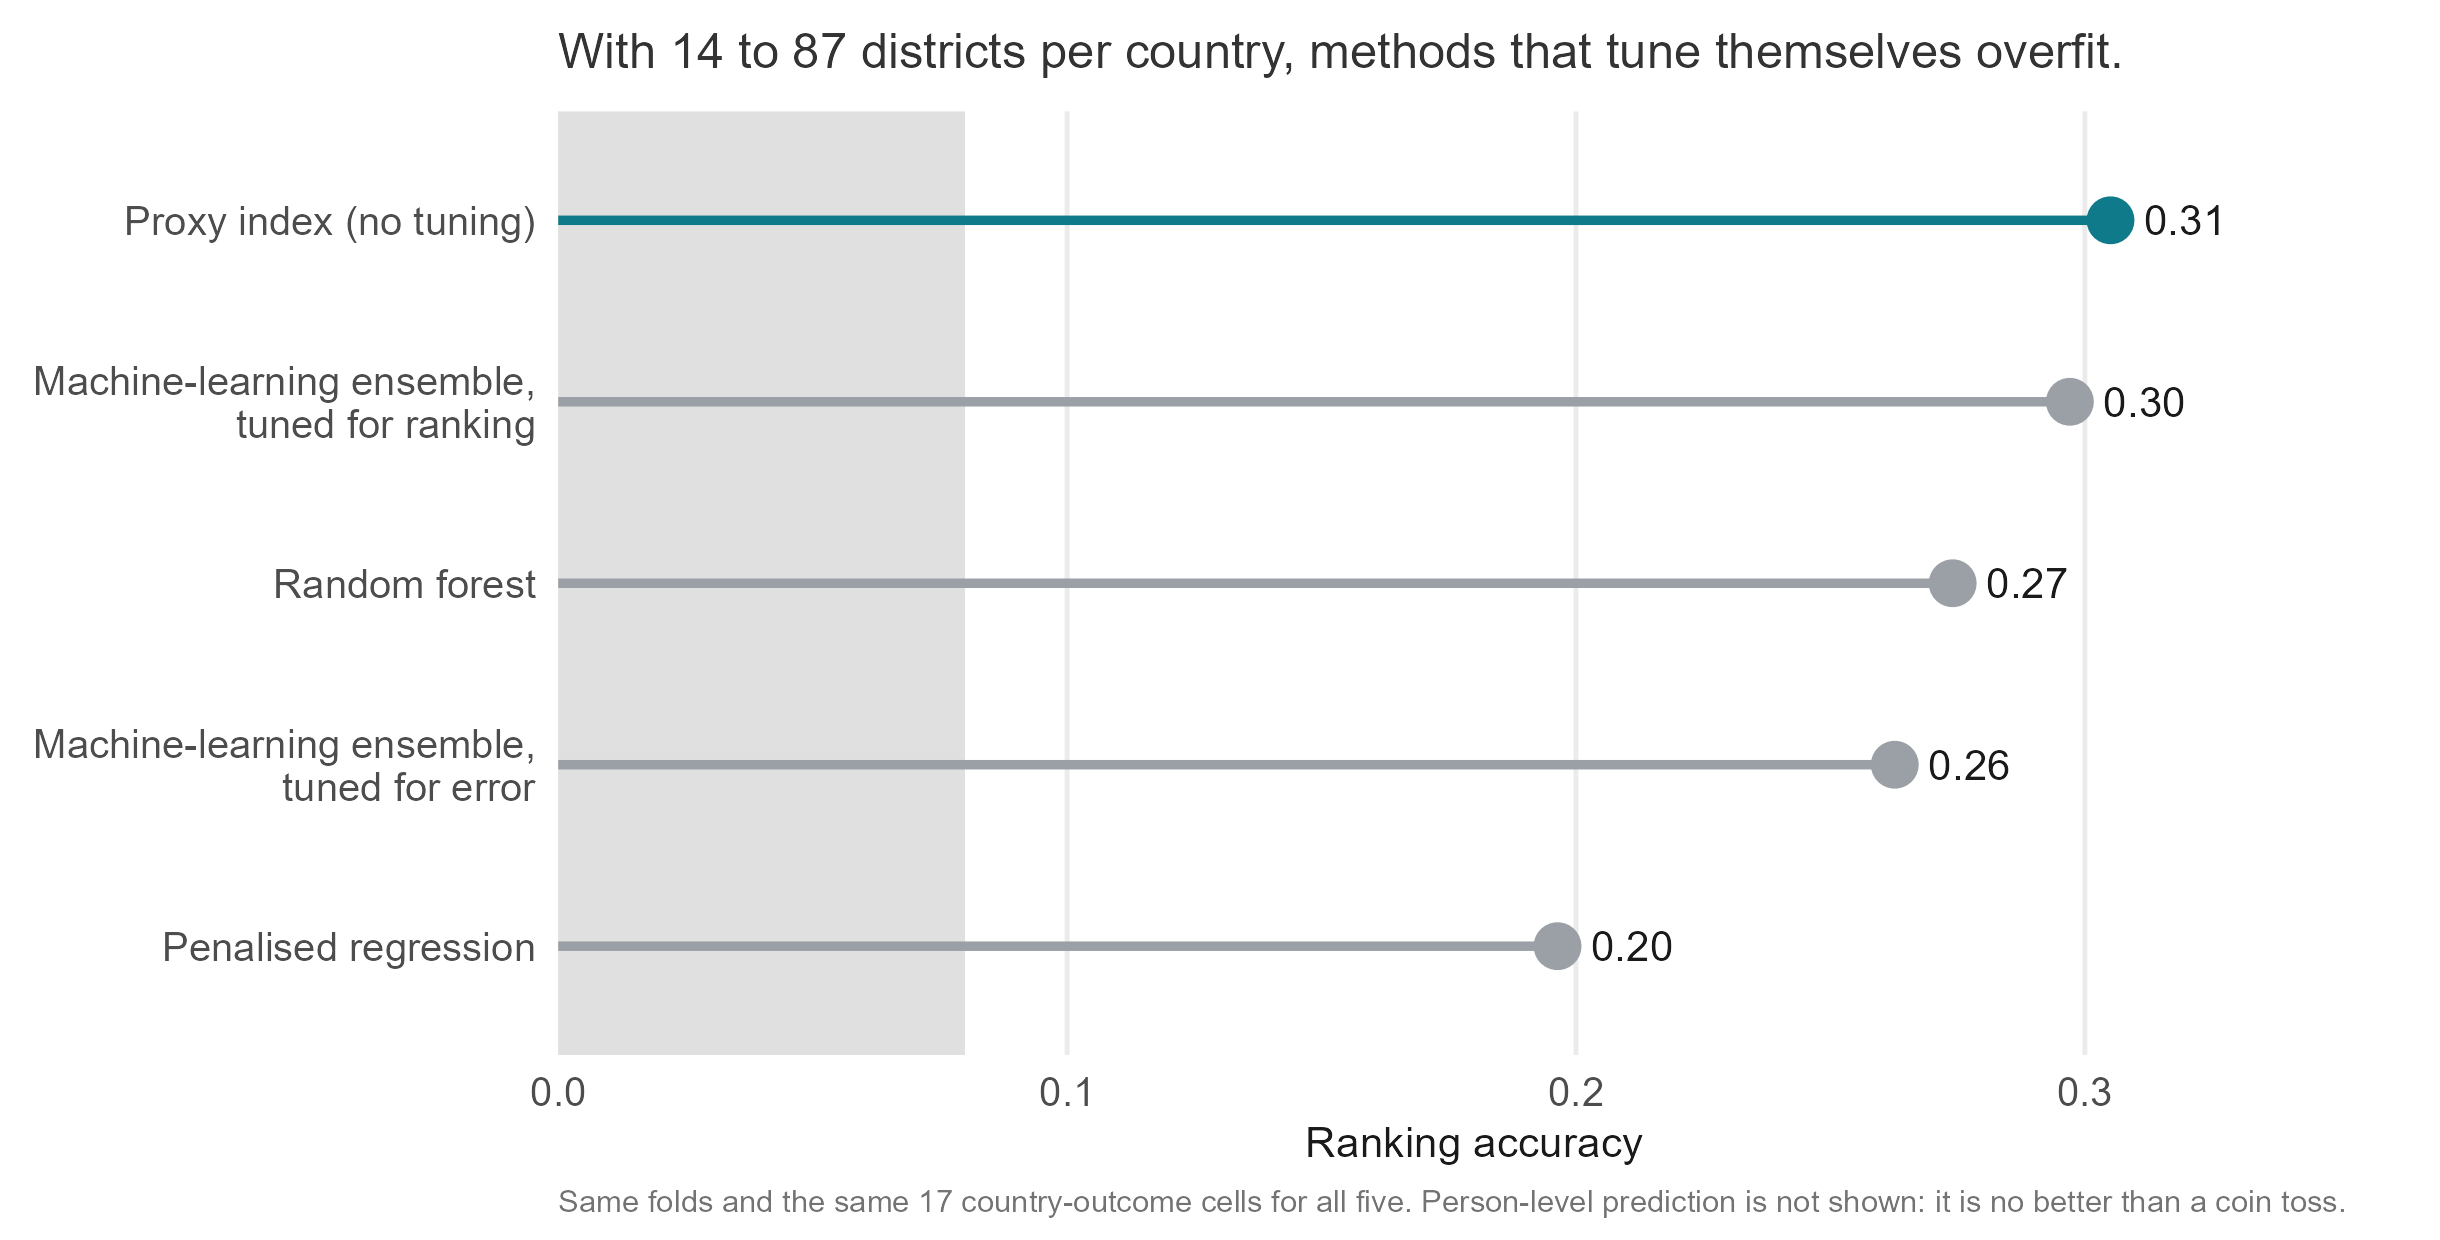 With 14 to 87 districts per country, methods that tune themselves overfit.
Proxy index (no tuning)
0.31
Machine-learning ensemble,
tuned for ranking
0.30
Random forest
0.27
Machine-learning ensemble,
tuned for error
0.26
Penalised regression
0.20
0.0 0.1 0.2 0.3
Ranking accuracy
Same folds and the same 17 country-outcome cells for all five. Person-level prediction is not shown: it is no better than a coin toss.